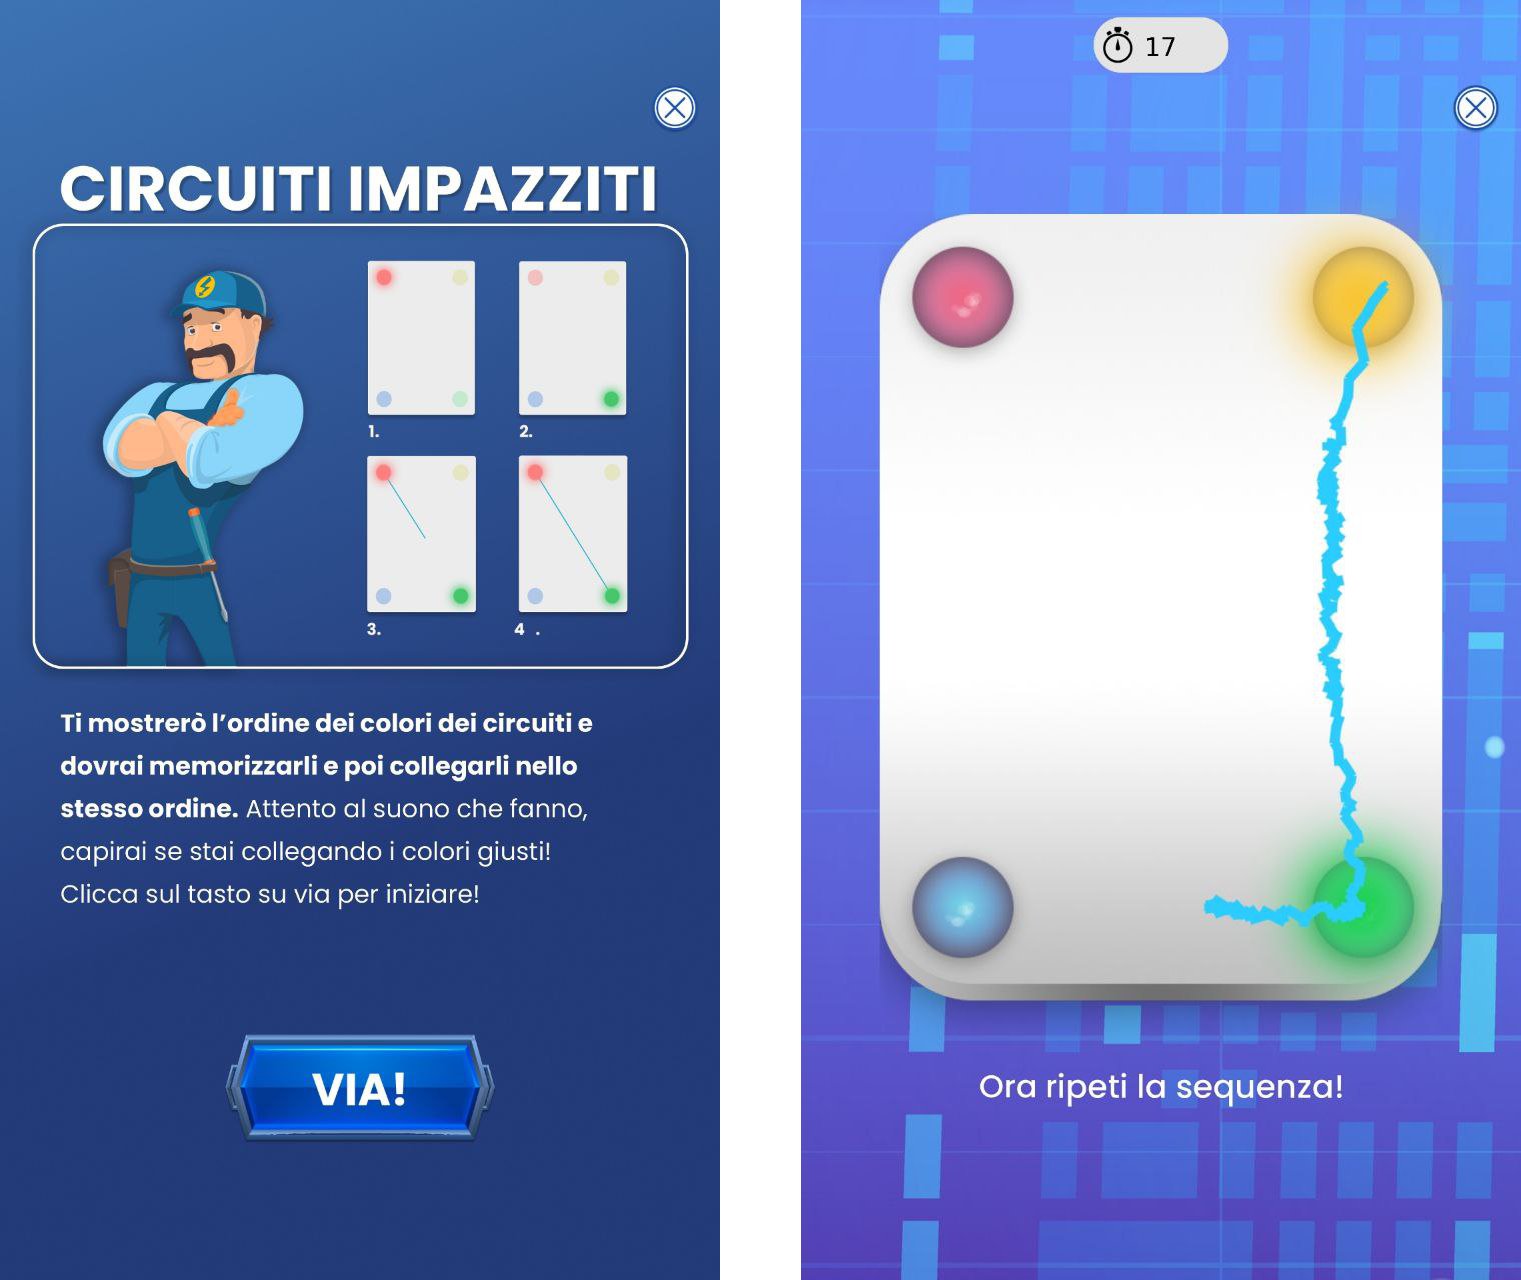 CIRCUITI IMPAZZITI
1.
2.
3.
4 .
Ti mostrerò l’ordine dei colori dei circuiti e
dovrai memorizzarli e poi collegarli nello
stesso ordine. Attento al suono che fanno,
capirai se stai collegando i colori giusti!
Clicca sul tasto su via per iniziare!
VIA!
17
Ora ripeti la sequenza!